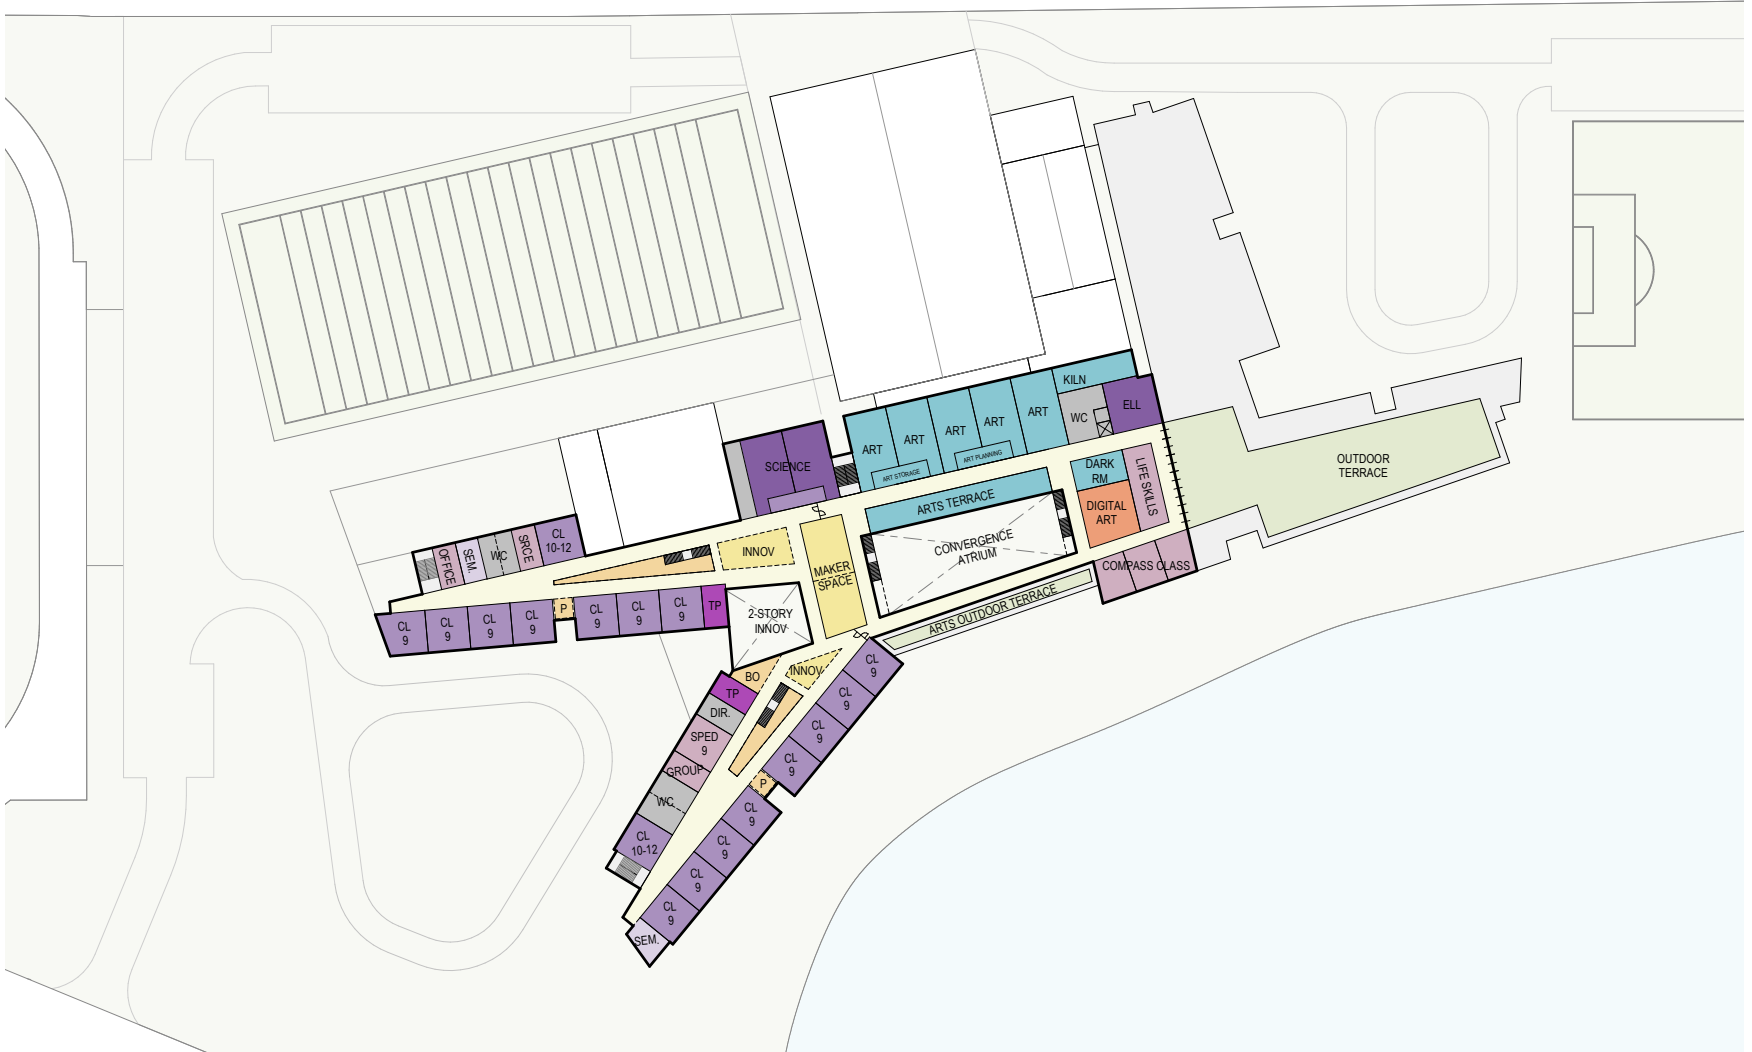 KILN
ELL
WC
ART
ART
ART
ART
ART
ART STORAGE
ART PLANNING
SCIENCE
DARK
RM
LIFE SKILLS
DIGITAL
ART
OUTDOOR
TERRACE
ARTS TERRACE
CONVERGENCE
ATRIUM
COMPASS CLASS
ARTS OUTDOOR TERRACE
MAKER
SPACE
INNOV
2-STORY
INNOV
OFFICE
SEM.
WC
SRCE
CL
10-12
CL
9
CL
9
CL
9
CL
9
P
CL
9
CL
9
CL
9
TP
BO
INNOV
TP
DIR.
SPED
9
GROUP
WC
CL
10-12
CL
9
CL
9
CL
9
CL
9
P
CL
9
CL
9
CL
9
CL
9
SEM.